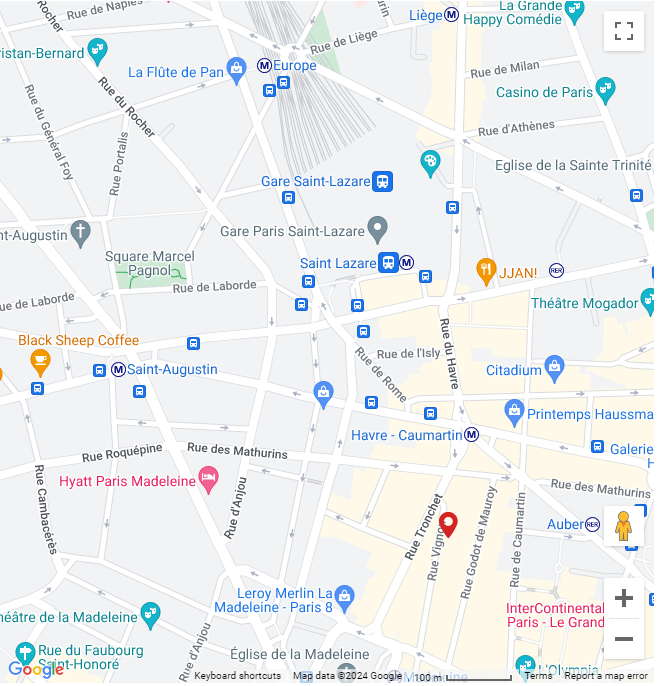 Rue de Naples
Liège
M
La Grande
Happy Comédie
Rue de Liège
ristan-Bernard
La Flûte de Pan
M
Europe
Rue du Rocher
Rue du Rocher
Rue de Milan
Casino de Paris
Rue du Général Foy
Rue Portalis
Rue d'Athènes
Eglise de la Sainte Trinité
Gare Saint-Lazare
nt-Augustin
Gare Paris Saint-Lazare
Square Marcel
Pagnol
Saint Lazare
M
JJAN!
RER
Rue de Laborde
ue de Laborde
Théâtre Mogador
Black Sheep Coffee
Rue de l'Isly
Rue du Havre
Rue de Rome
M
Saint-Augustin
Citadium
Printemps Haussma
Havre - Caumartin
M
Galerie
H
Rue Roquépine
Rue des Mathurins
Hyatt Paris Madeleine
Rue Cambacérès
Rue d'Anjou
Rue des Mathurins
Rue Tronchet
Rue Vignon
Rue Godot de Mauroy
Rue de Caumartin
Auber
RER
Leroy Merlin La
Madeleine - Paris 8
InterContinental
Paris - Le Grand
héâtre de la Madeleine
Rue d'Anjou
Rue du Faubourg
Saint-Honoré
Église de la Madeleine
L'Olympia
Google
Keyboard shortcuts
Map data ©2024 Google
100 m
Terms
Report a map error